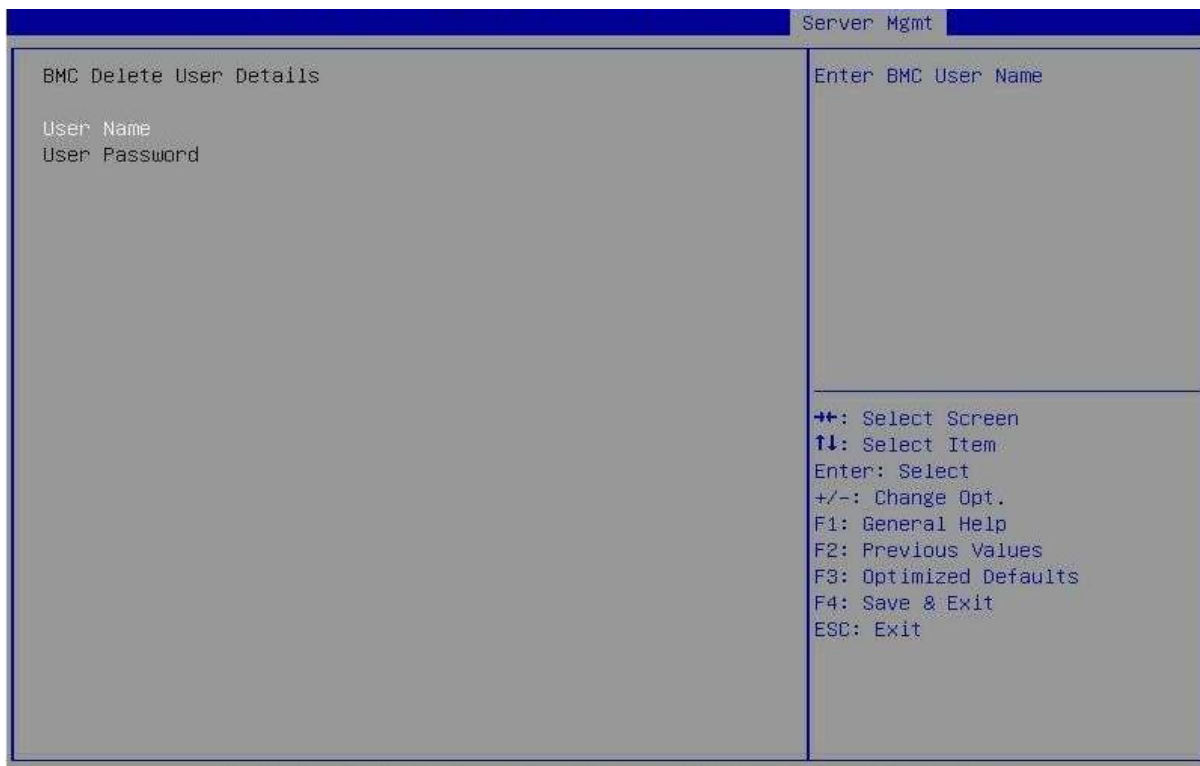 Server Mgmt
BMC Delete User Details
User Name
User Password
Enter BMC User Name
→←: Select Screen
↑↓: Select Item
Enter: Select
+/-: Change Opt.
F1: General Help
F2: Previous Values
F3: Optimized Defaults
F4: Save & Exit
ESC: Exit